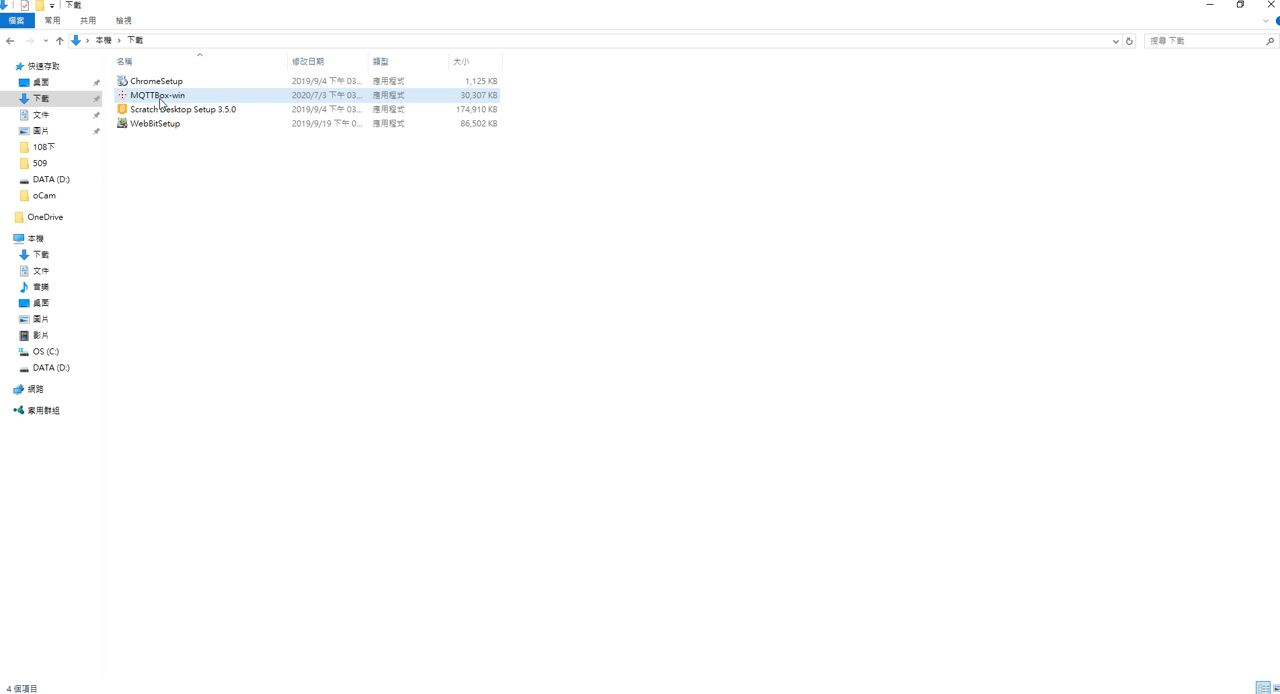 下載
檔案 常用 共用 檢視
本機 下載 搜尋 下載
名稱 修改日期 類型 大小
快速存取
桌面
下載
文件
圖片
108下
509
DATA (D:)
oCam
OneDrive
本機
下載
文件
音樂
桌面
圖片
影片
OS (C:)
DATA (D:)
網路
家用群組
ChromeSetup 2019/9/4 下午 03... 應用程式 1,125 KB
MQTTBox-win 2020/7/3 下午 03... 應用程式 30,307 KB
Scratch Desktop Setup 3.5.0 2019/9/4 下午 03... 應用程式 174,910 KB
WebBitSetup 2019/9/19 下午 0... 應用程式 86,502 KB
4 個項目